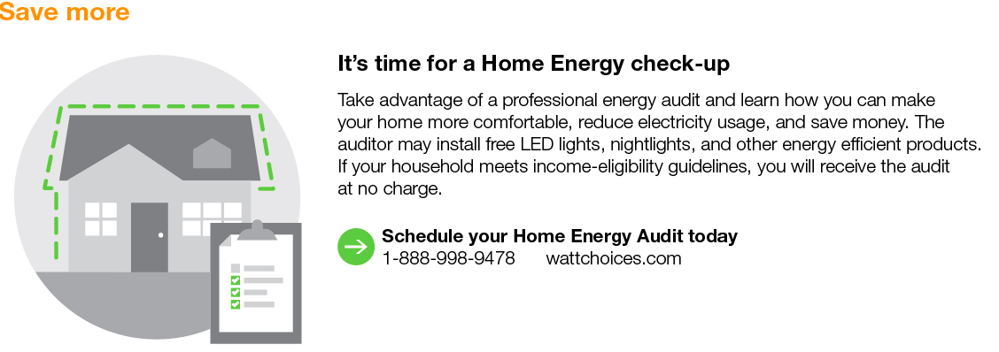 Save more
It’s time for a Home Energy check-up
Take advantage of a professional energy audit and learn how you can make
your home more comfortable, reduce electricity usage, and save money. The
auditor may install free LED lights, nightlights, and other energy efficient products.
If your household meets income-eligibility guidelines, you will receive the audit
at no charge.
Schedule your Home Energy Audit today
1-888-998-9478 wattchoices.com